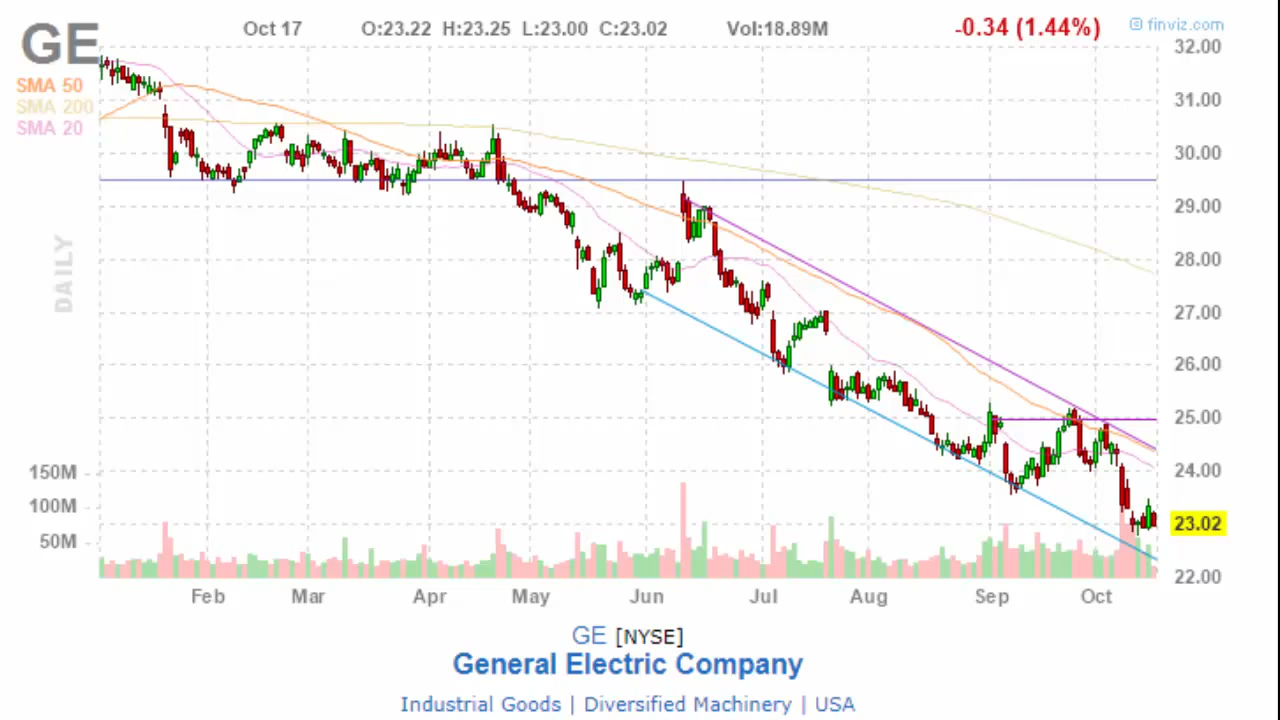 GE
Oct 17 O:23.22 H:23.25 L:23.00 C:23.02 Vol:18.89M -0.34 (1.44%) © finviz.com
SMA 50
SMA 200
SMA 20
DAILY
32.00
31.00
30.00
29.00
28.00
27.00
26.00
25.00
24.00
23.02
22.00
150M
100M
50M
Feb Mar Apr May Jun Jul Aug Sep Oct
GE [NYSE]
General Electric Company
Industrial Goods | Diversified Machinery | USA